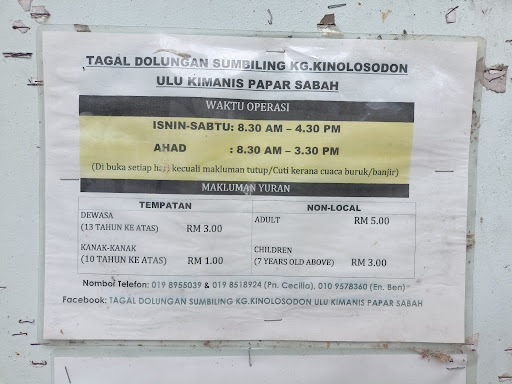 TAGAL DOLUNGAN SUMBILING KG.KINOLOSODON
ULU KIMANIS PAPAR SABAH
WAKTU OPERASI
ISNIN-SABTU: 8.30 AM – 4.30 PM
AHAD : 8.30 AM – 3.30 PM
(Di buka setiap hari kecuali makluman tutup/Cuti kerana cuaca buruk/banjir)
MAKLUMAN YURAN
TEMPATAN NON-LOCAL
DEWASA
(13 TAHUN KE ATAS) RM 3.00
ADULT RM 5.00
KANAK-KANAK
(10 TAHUN KE ATAS) RM 1.00
CHILDREN
(7 YEARS OLD ABOVE) RM 3.00
Nombor Telefon: 019 8955039 & 019 8518924 (Pn. Cecilia), 010 9578360 (En. Ben)
Facebook: TAGAL DOLUNGAN SUMBILING KG.KINOLOSODON ULU KIMANIS PAPAR SABAH